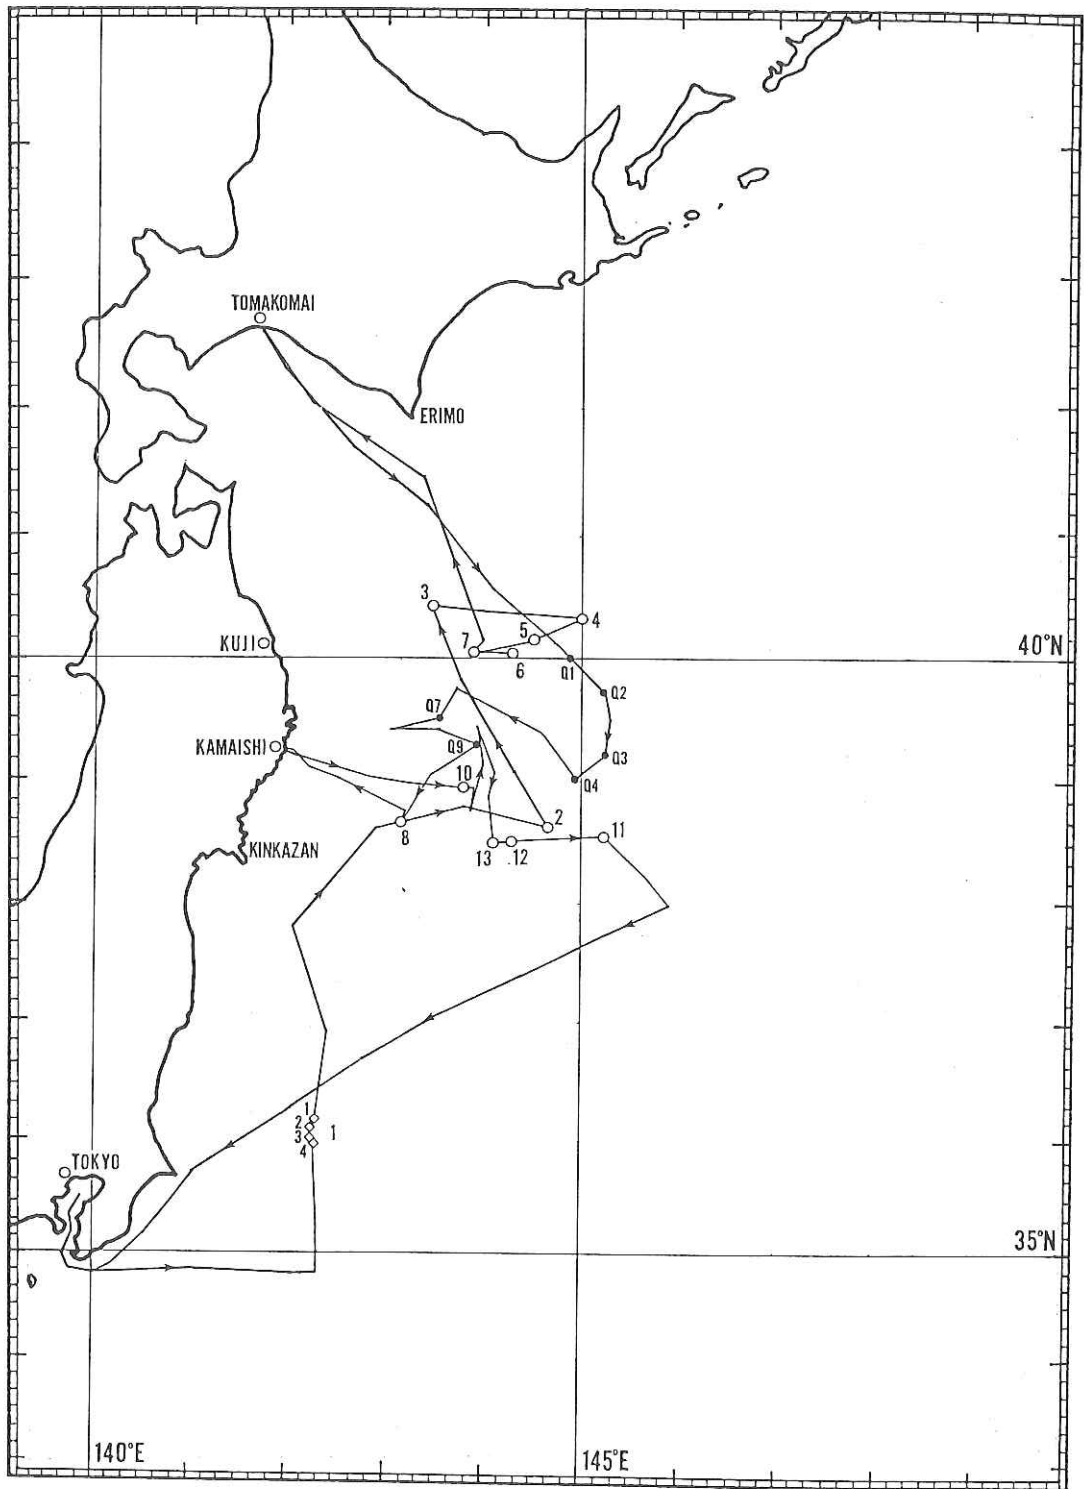 TOMAKOMAI
ERIMO
3
4
5
KUJI
7
6
40°N
Q1
Q2
Q7
KAMAISHI
Q9
Q3
10
Q4
8
2
11
13
.12
KINKAZAN
1
2
3
1
4
TOKYO
35°N
140°E
145°E